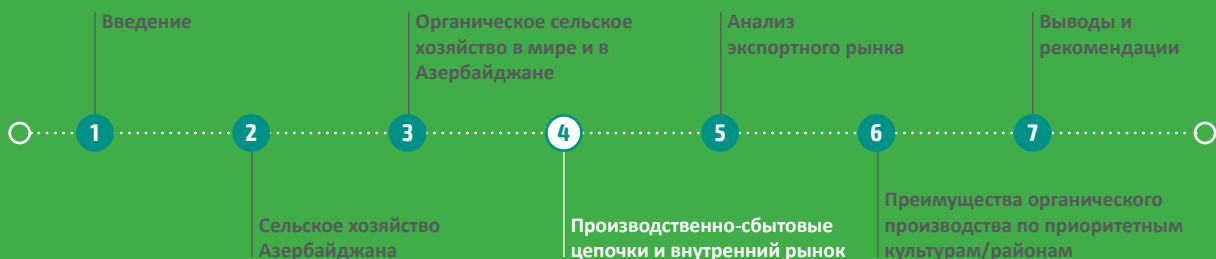 Введение
Органическое сельское
хозяйство в мире и в
Азербайджане
Анализ
экспортного рынка
Выводы и
рекомендации
1
2
3
4
5
6
7
Сельское хозяйство
Азербайджана
Производственно-сбытовые
цепочки и внутренний рынок
Преимущества органического
производства по приоритетным
культурам/районам